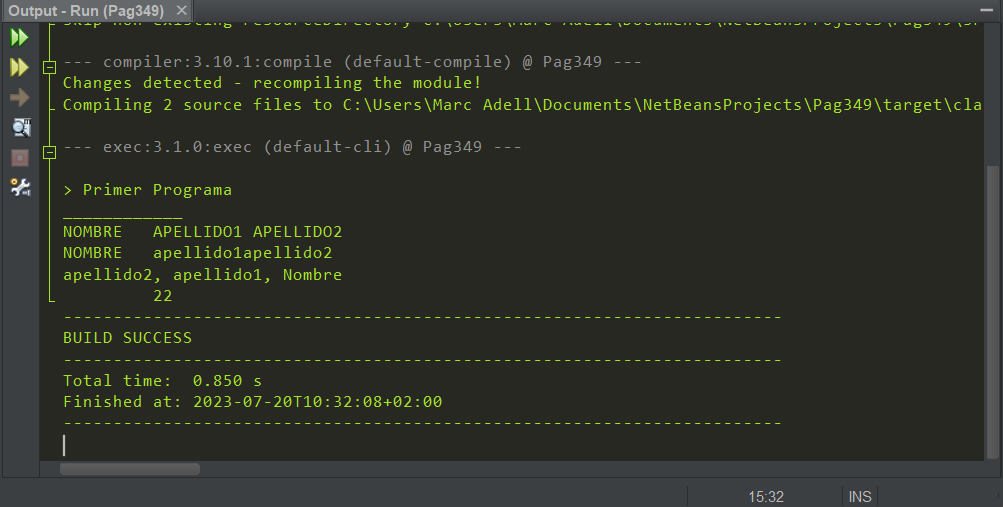 Output - Run (Pag349)
--- compiler:3.10.1:compile (default-compile) @ Pag349 ---
Changes detected - recompiling the module!
Compiling 2 source files to C:\Users\Marc Adell\Documents\NetBeansProjects\Pag349\target\cla
--- exec:3.1.0:exec (default-cli) @ Pag349 ---
> Primer Programa
____________
NOMBRE   APELLIDO1 APELLIDO2
NOMBRE   apellido1apellido2
apellido2, apellido1, Nombre
         22
------------------------------------------------------------------------
BUILD SUCCESS
------------------------------------------------------------------------
Total time:  0.850 s
Finished at: 2023-07-20T10:32:08+02:00
------------------------------------------------------------------------
15:32
INS